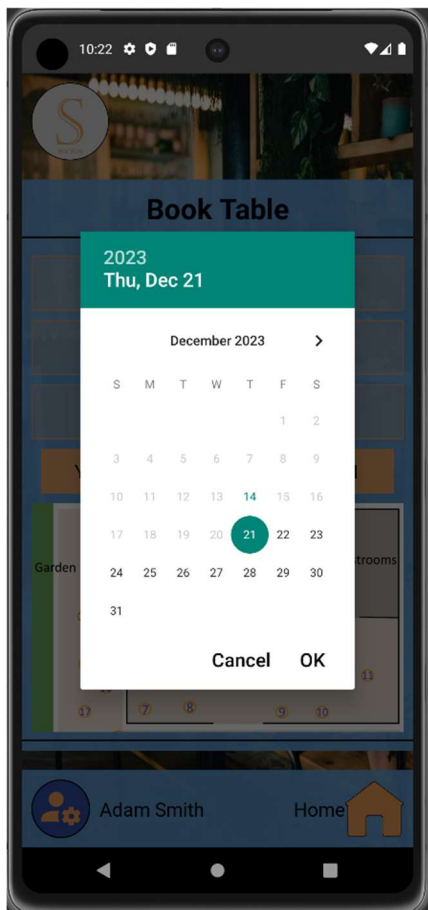 10:22
S
Book Table
2023
Thu, Dec 21
December 2023
S M T W T F S
1 2
3 4 5 6 7 8 9
10 11 12 13 14 15 16
17 18 19 20 21 22 23
24 25 26 27 28 29 30
31
Garden
strooms
Cancel OK
11
17 7 8 9 10
Adam Smith Home